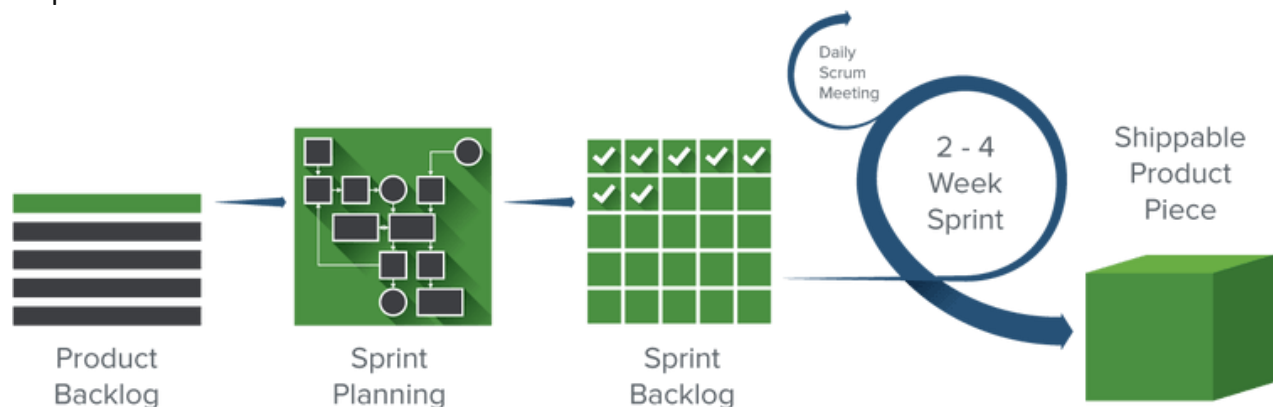 Daily
Scrum
Meeting
2 - 4
Week
Sprint
Shippable
Product
Piece
Product
Backlog
Sprint
Planning
Sprint
Backlog